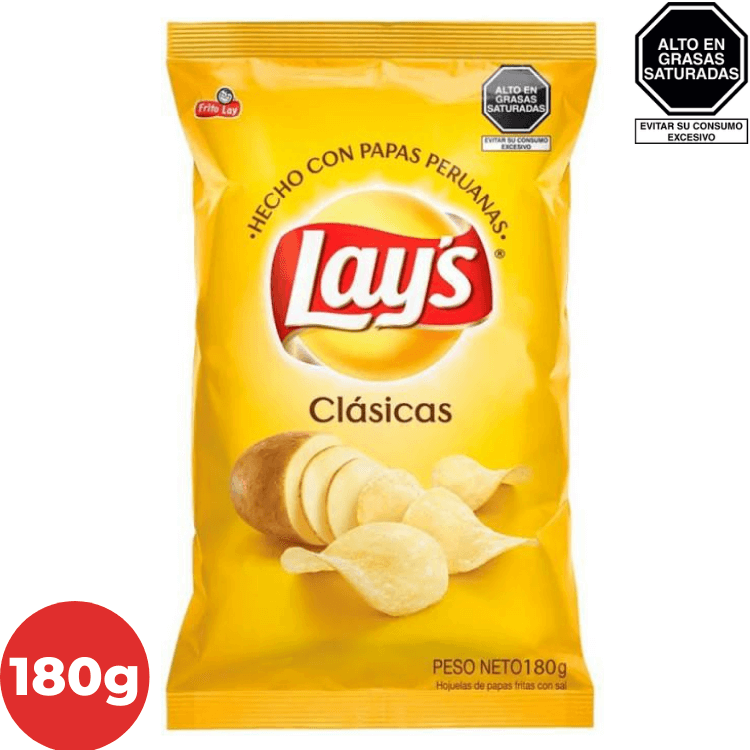 ALTO EN
GRASAS
SATURADAS
EVITAR SU CONSUMO
EXCESIVO
Frito Lay
ALTO EN
GRASAS
SATURADAS
EVITAR SU CONSUMO
EXCESIVO
•HECHO CON PAPAS PERUANAS•
Lay's®
Clásicas
180g
PESO NETO180g
Hojuelas de papas fritas con sal